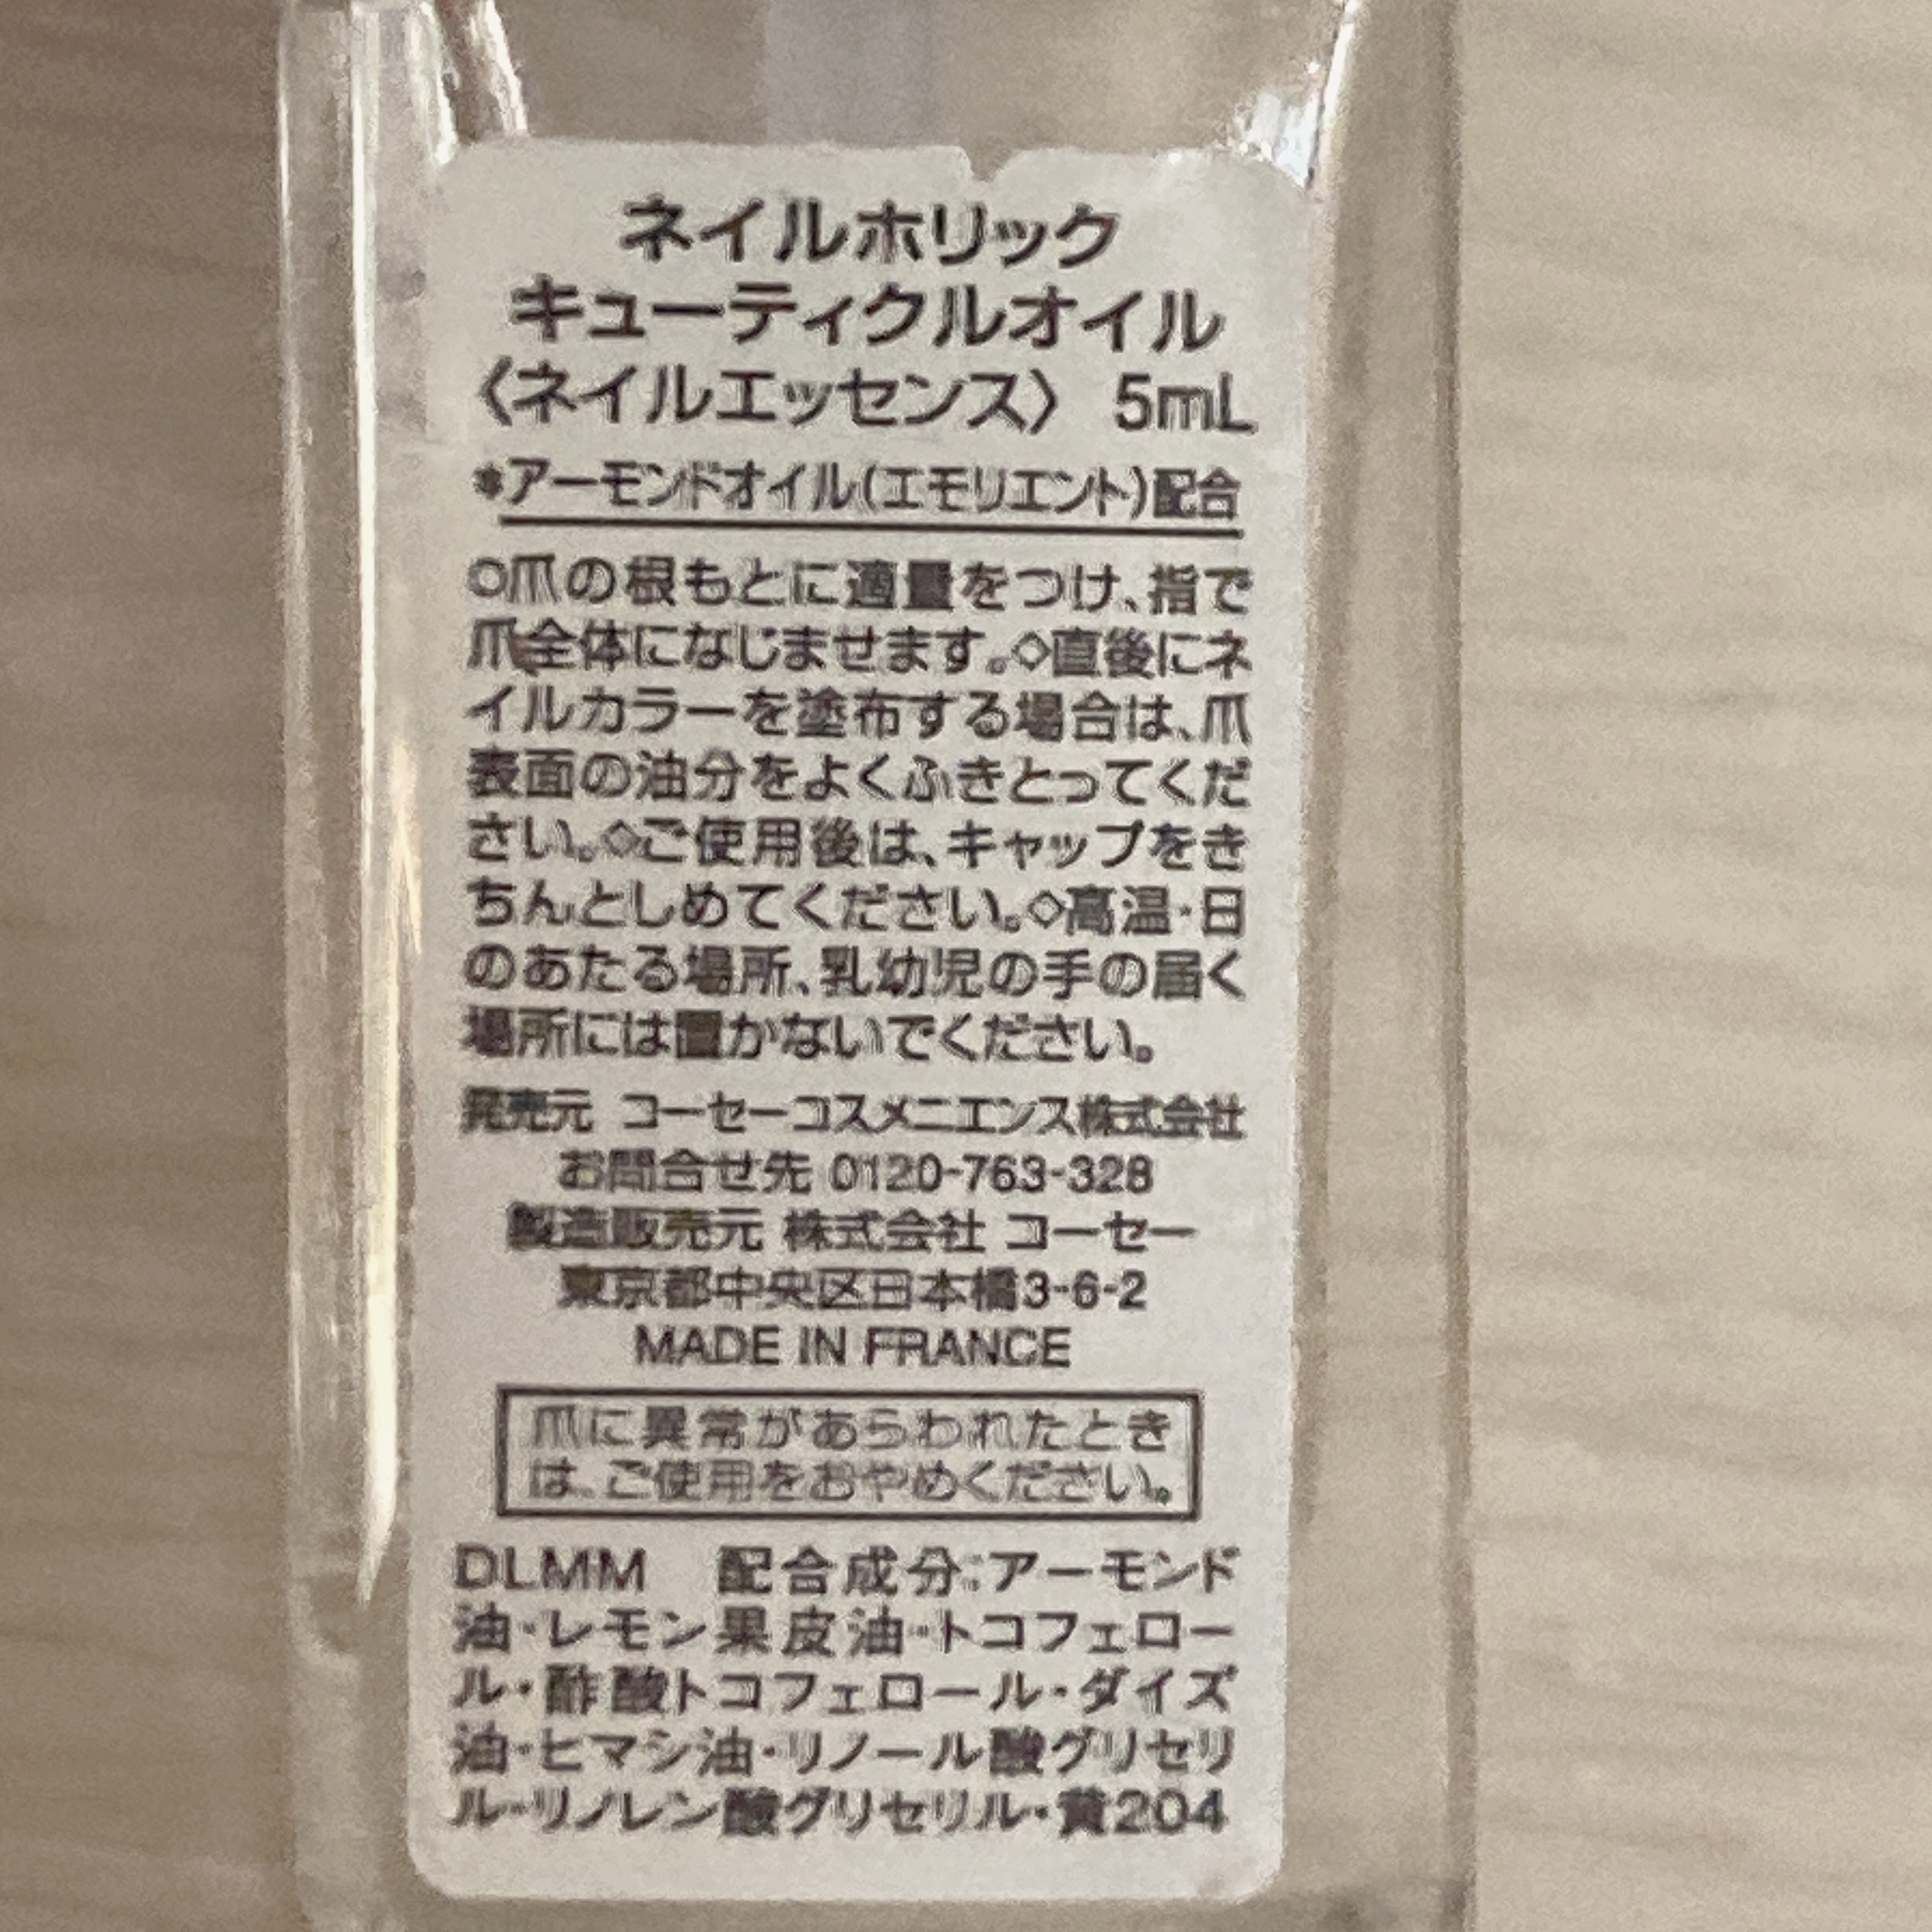 ネイルホリック
キューティクルオイル
〈ネイルエッセンス〉 5mL
*アーモンドオイル(エモリエント)配合
○爪の根もとに適量をつけ、指で
爪全体になじませます。◇直後にネ
イルカラーを塗布する場合は、爪
表面の油分をよくふきとってくだ
さい。◇ご使用後は、キャップをき
ちんとしめてください。◇高温・日
のあたる場所、乳幼児の手の届く
場所には置かないでください。
発売元 コーセーコスメニエンス株式会社
お問合せ先 0120-763-328
製造販売元 株式会社 コーセー
東京都中央区日本橋3-6-2
MADE IN FRANCE
爪に異常があらわれたとき
は、ご使用をおやめください。
DLMM 配合成分:アーモンド
油・レモン果皮油・トコフェロー
ル・酢酸トコフェロール・ダイズ
油・ヒマシ油・リノール酸グリセリ
ル・リノレン酸グリセリル・黄204